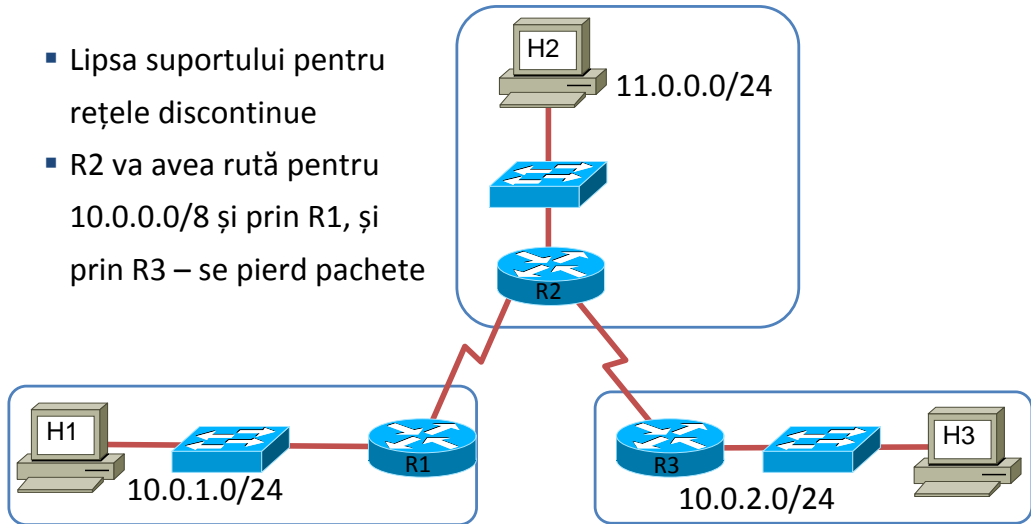 ▪ Lipsa suportului pentru
rețele discontinue
▪ R2 va avea rută pentru
10.0.0.0/8 și prin R1, și
prin R3 – se pierd pachete
H2
11.0.0.0/24
R2
H1
R1
10.0.1.0/24
R3
H3
10.0.2.0/24